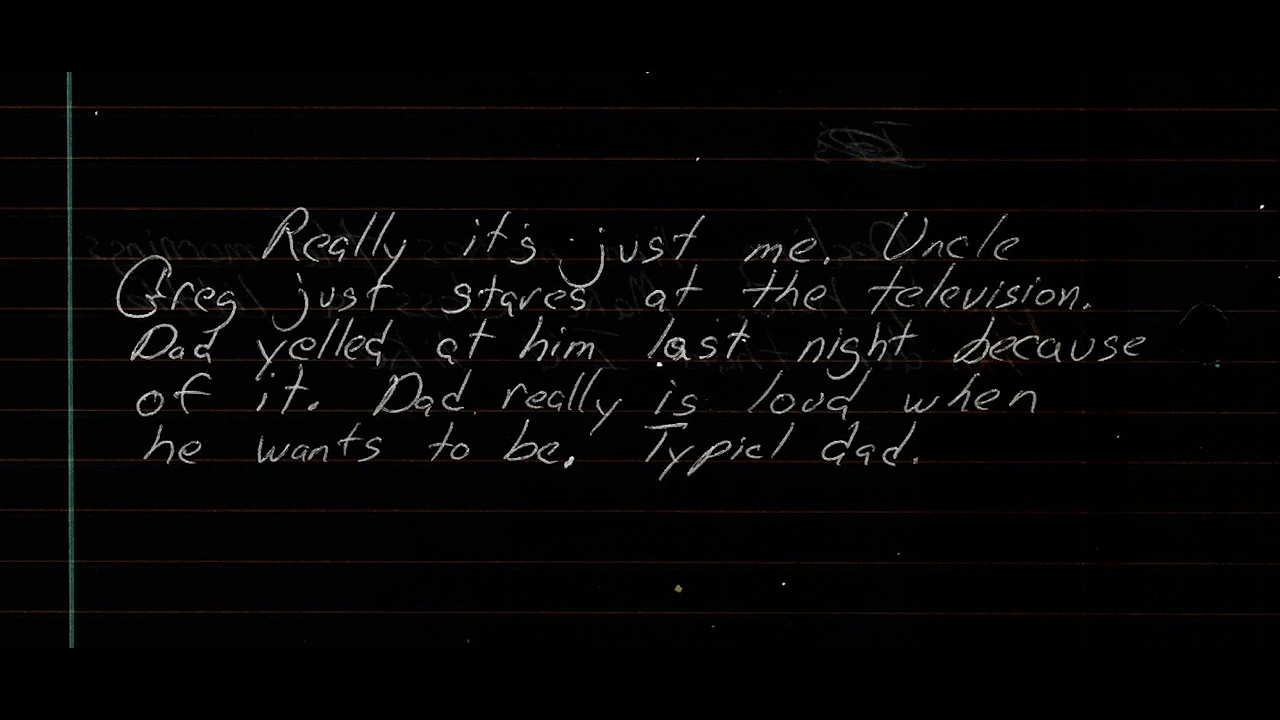 Really it's just me. Uncle
Greg just stares at the television.
Dad yelled at him last night because
of it. Dad really is loud when
he wants to be. Typicl dad.